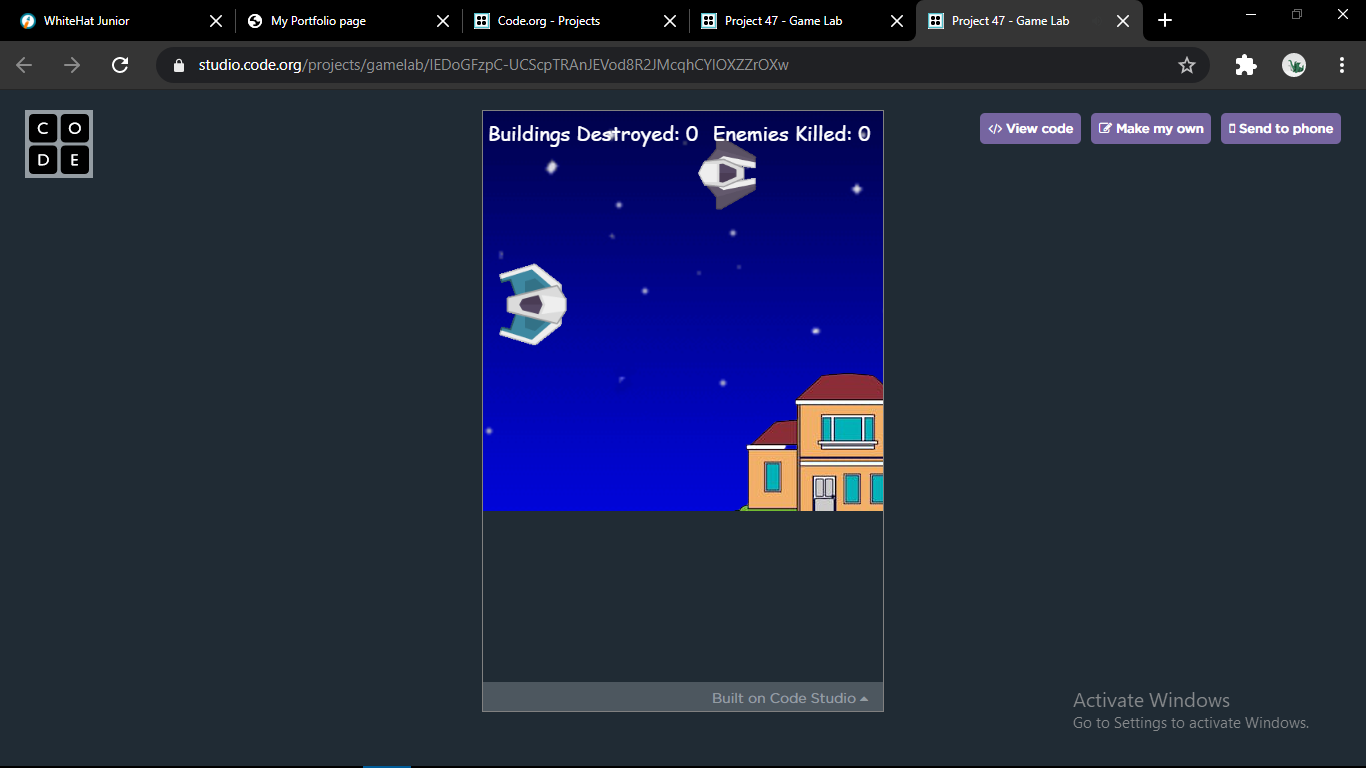 WhiteHat Junior
My Portfolio page
Code.org - Projects
Project 47 - Game Lab
Project 47 - Game Lab
studio.code.org/projects/gamelab/IEDoGFzpC-UCScpTRAnJEVod8R2JMcqhCYlOXZZrOXw
C O
D E
Buildings Destroyed: 0 Enemies Killed: 0
</> View code
Make my own
Send to phone
Built on Code Studio
Activate Windows
Go to Settings to activate Windows.